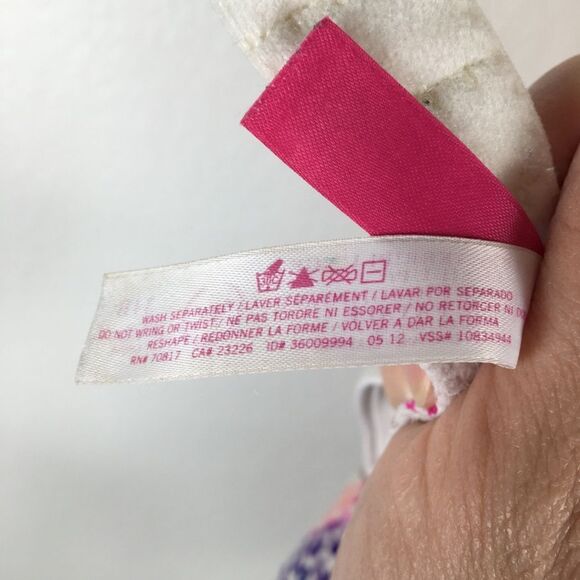 WASH SEPARATELY / LAVER SÉPAREMENT / LAVAR POR SEPARADO
DO NOT WRING OR TWIST / NE PAS TORDRE NI ESSORER / NO RETORCER NI
RESHAPE / REDONNER LA FORME / VOLVER A DAR LA FORMA
RN# 70817 CA# 23226 ID# 36009994 05 12 VSS# 10834944